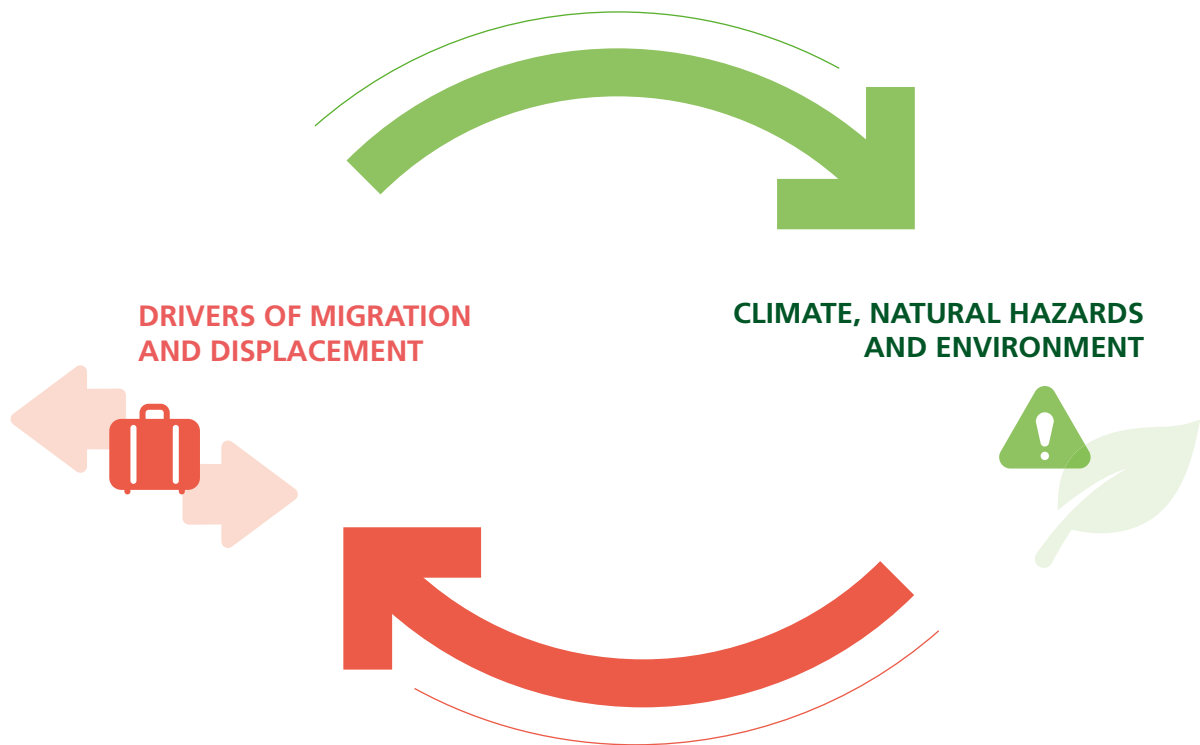 DRIVERS OF MIGRATION
AND DISPLACEMENT
CLIMATE, NATURAL HAZARDS
AND ENVIRONMENT